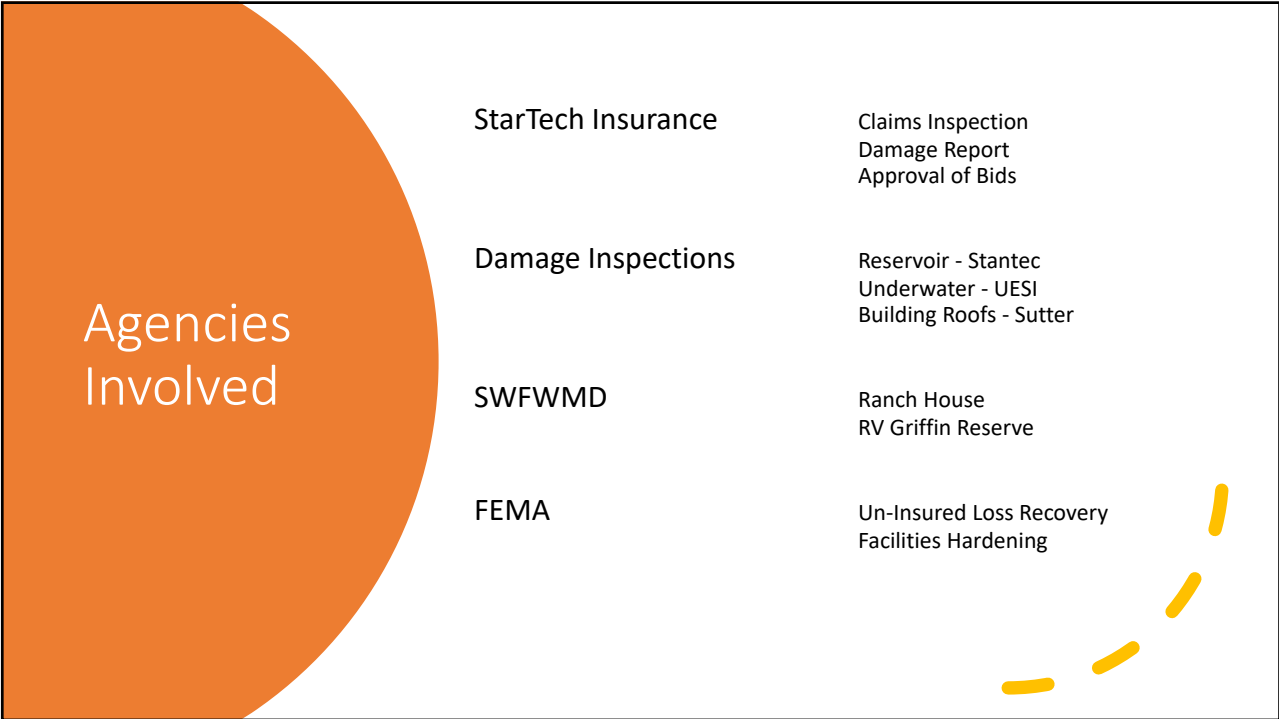 Agencies
Involved
StarTech Insurance
Claims Inspection
Damage Report
Approval of Bids
Damage Inspections
Reservoir - Stantec
Underwater - UESI
Building Roofs - Sutter
SWFWMD
Ranch House
RV Griffin Reserve
FEMA
Un-Insured Loss Recovery
Facilities Hardening